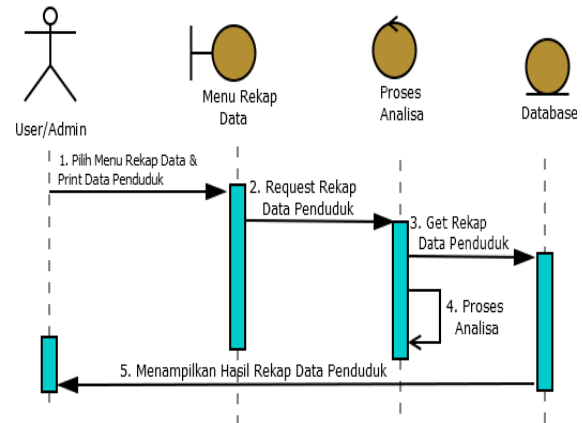 Menu Rekap
Data
Proses
Analisa
Database
User/Admin
1. Pilih Menu Rekap Data &
Print Data Penduduk
2. Request Rekap
Data Penduduk
3. Get Rekap
Data Penduduk
4. Proses
Analisa
5. Menampilkan Hasil Rekap Data Penduduk